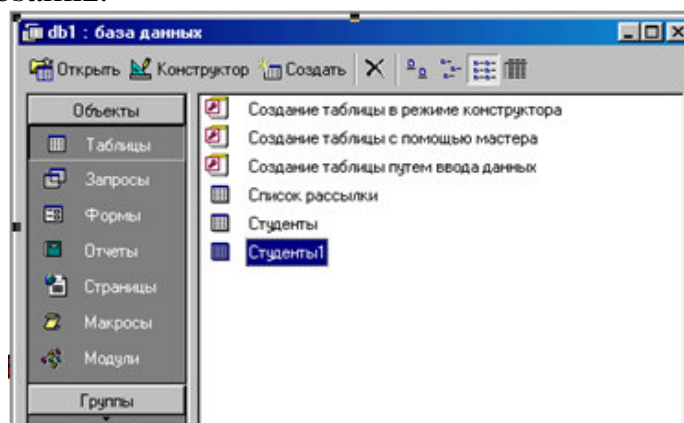 db1 : база данных
Открыть Конструктор Создать
Объекты
Таблицы
Запросы
Формы
Отчеты
Страницы
Макросы
Модули
Группы
Создание таблицы в режиме конструктора
Создание таблицы с помощью мастера
Создание таблицы путем ввода данных
Список рассылки
Студенты
Студенты1